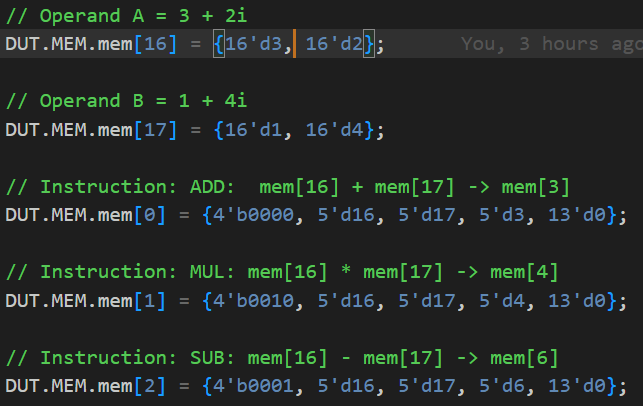 // Operand A = 3 + 2i
DUT.MEM.mem[16] = {16'd3, 16'd2}; You, 3 hours ago
// Operand B = 1 + 4i
DUT.MEM.mem[17] = {16'd1, 16'd4};
// Instruction: ADD:  mem[16] + mem[17] -> mem[3]
DUT.MEM.mem[0] = {4'b0000, 5'd16, 5'd17, 5'd3, 13'd0};
// Instruction: MUL: mem[16] * mem[17] -> mem[4]
DUT.MEM.mem[1] = {4'b0010, 5'd16, 5'd17, 5'd4, 13'd0};
// Instruction: SUB: mem[16] - mem[17] -> mem[6]
DUT.MEM.mem[2] = {4'b0001, 5'd16, 5'd17, 5'd6, 13'd0};